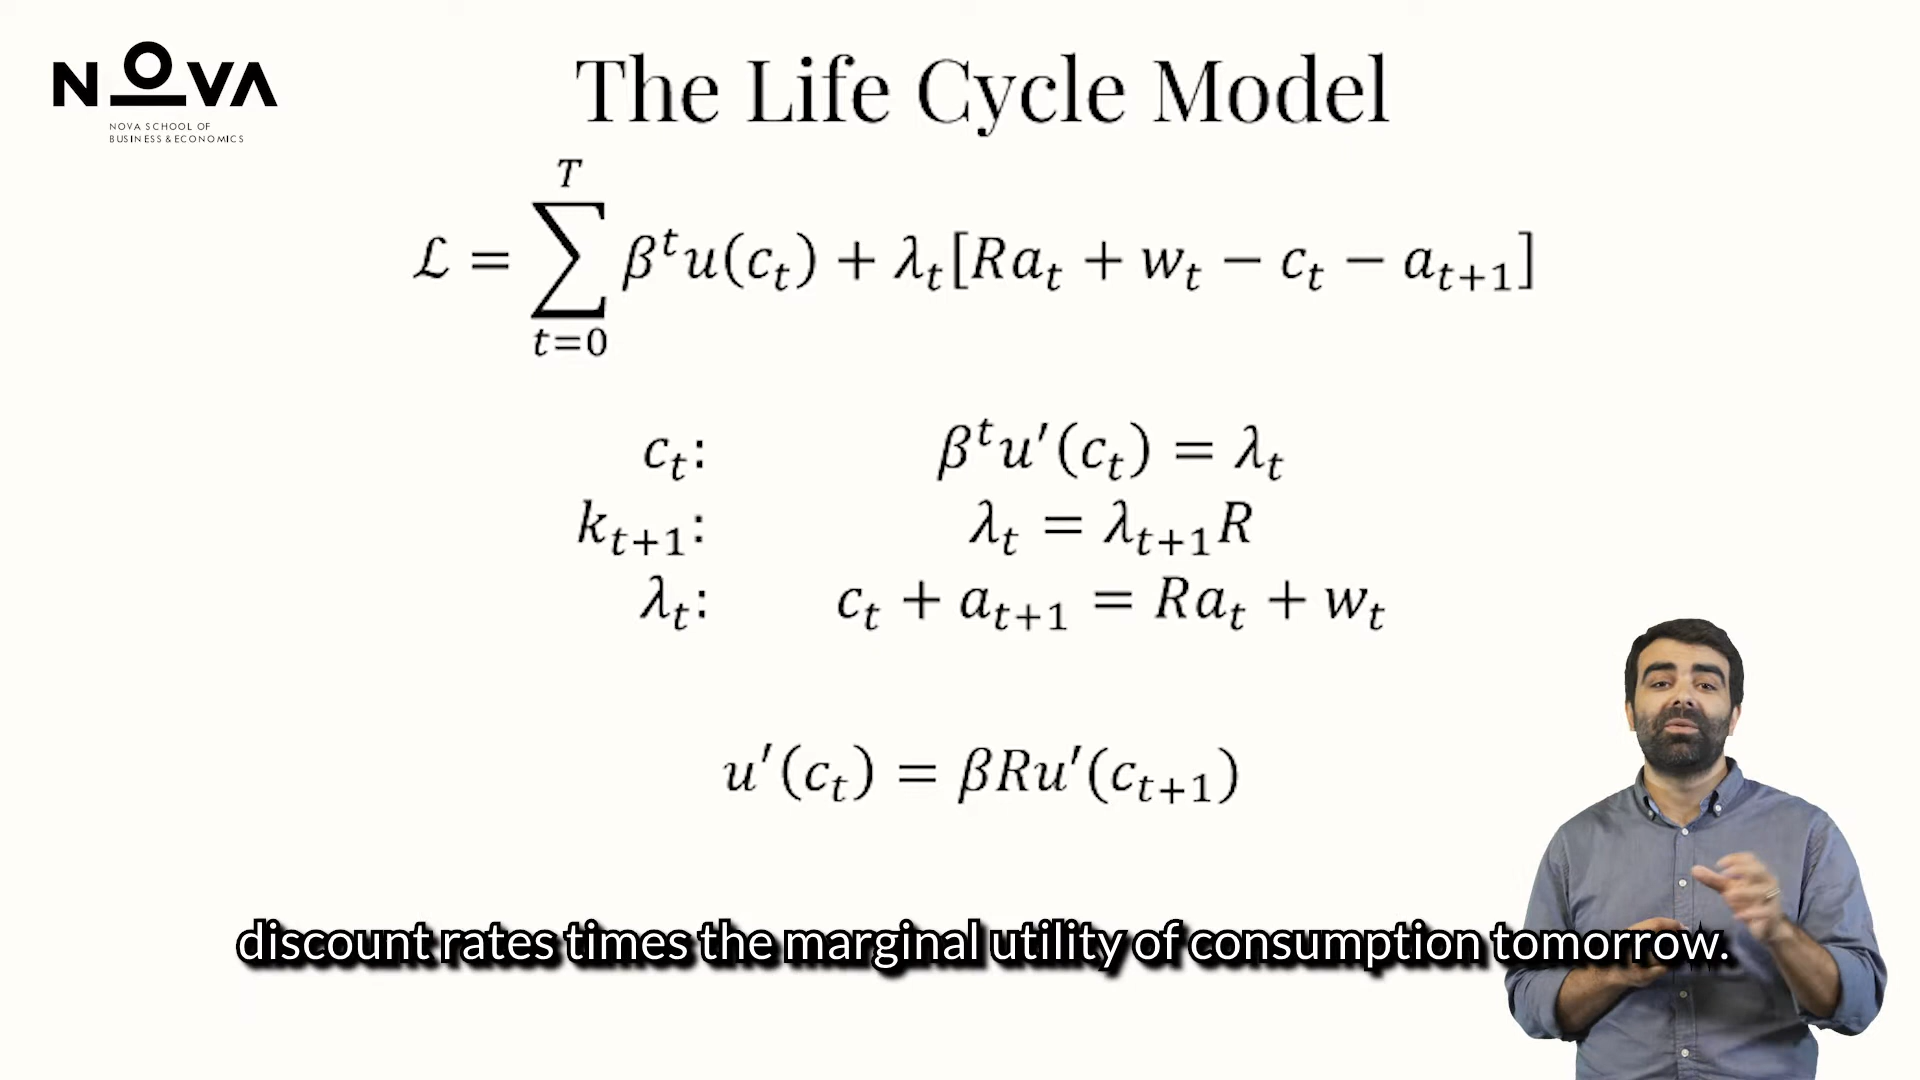 NOVA
NOVA SCHOOL OF
BUSINESS & ECONOMICS
The Life Cycle Model
ℒ = ∑_{t=0}^{T} β^t u(c_t) + λ_t[Ra_t + w_t − c_t − a_{t+1}]
c_t: β^t u′(c_t) = λ_t
k_{t+1}: λ_t = λ_{t+1}R
λ_t: c_t + a_{t+1} = Ra_t + w_t
u′(c_t) = βRu′(c_{t+1})
discount rates times the marginal utility of consumption tomorrow.